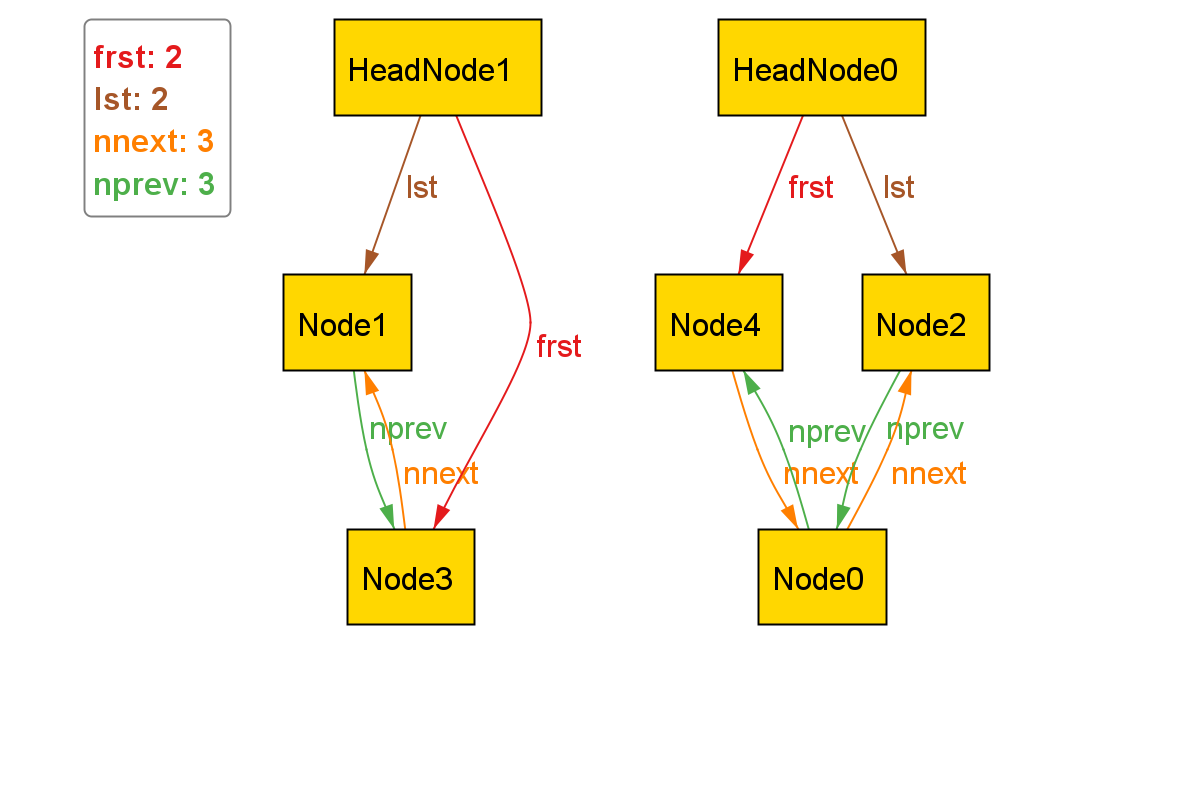 frst: 2
lst: 2
nnext: 3
nprev: 3
HeadNode1
HeadNode0
lst
frst
lst
Node1
Node4
Node2
frst
nprev
nprev
nprev
nnext
nnext
nnext
Node3
Node0